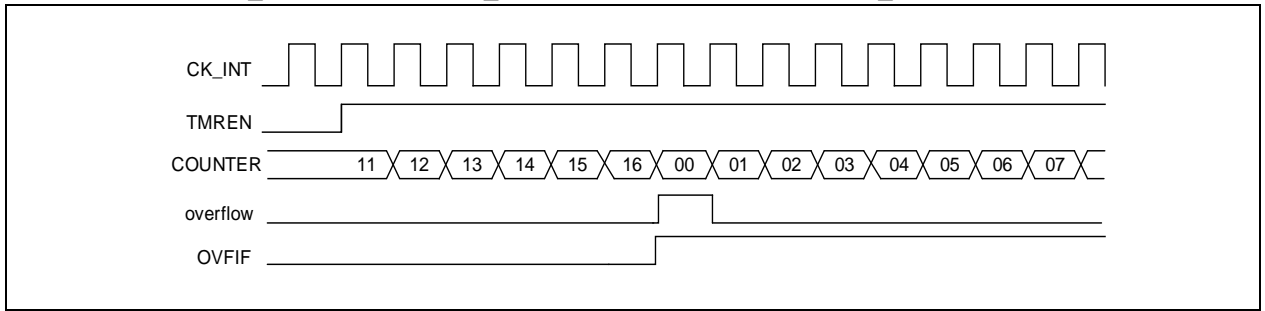 CK_INT
TMREN
COUNTER 11 12 13 14 15 16 00 01 02 03 04 05 06 07
overflow
OVFIF